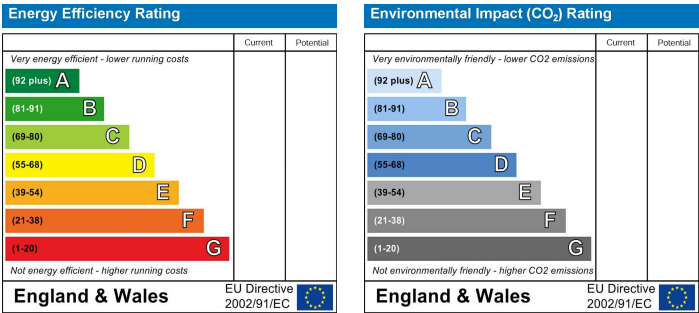 Energy Efficiency Rating
Current Potential
Very energy efficient - lower running costs
(92 plus) A
(81-91) B
(69-80) C
(55-68) D
(39-54) E
(21-38) F
(1-20) G
Not energy efficient - higher running costs
England & Wales
EU Directive
2002/91/EC
Environmental Impact (CO₂) Rating
Current Potential
Very environmentally friendly - lower CO2 emissions
(92 plus) A
(81-91) B
(69-80) C
(55-68) D
(39-54) E
(21-38) F
(1-20) G
Not environmentally friendly - higher CO2 emissions
England & Wales
EU Directive
2002/91/EC